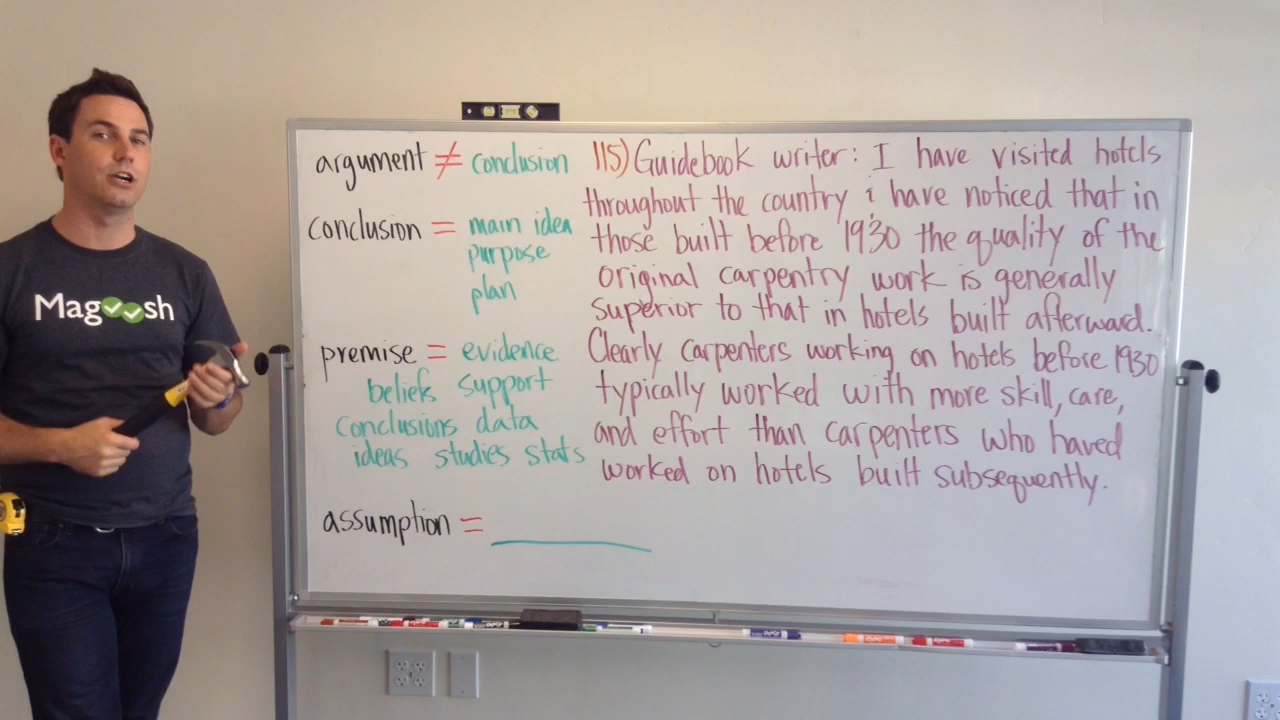 Magoosh
argument ≠ conclusion
conclusion = main idea
purpose
plan
premise = evidence
beliefs support
conclusions data
ideas studies stats
assumption =
115) Guidebook writer: I have visited hotels
throughout the country & have noticed that in
those built before 1930 the quality of the
original carpentry work is generally
superior to that in hotels built afterward.
Clearly carpenters working on hotels before 1930
typically worked with more skill, care,
and effort than carpenters who haved
worked on hotels built subsequently.